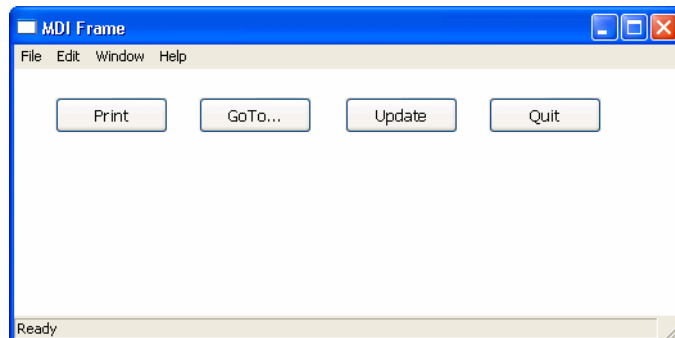 MDI Frame
File Edit Window Help
Print GoTo... Update Quit
Ready